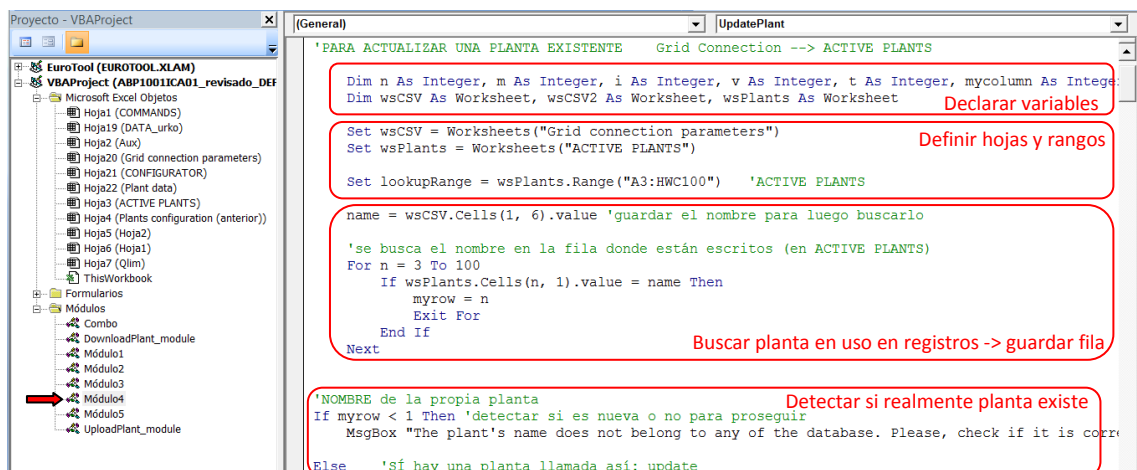 Proyecto - VBAProject
EuroTool (EUROTOOL.XLAM)
VBAProject (ABP1001ICA01_revisado_DEF
Microsoft Excel Objetos
Hoja1 (COMMANDS)
Hoja19 (DATA_urko)
Hoja2 (Aux)
Hoja20 (Grid connection parameters)
Hoja21 (CONFIGURATOR)
Hoja22 (Plant data)
Hoja3 (ACTIVE PLANTS)
Hoja4 (Plants configuration (anterior))
Hoja5 (Hoja2)
Hoja6 (Hoja1)
Hoja7 (Qlim)
ThisWorkbook
Formularios
Módulos
Combo
DownloadPlant_module
Módulo1
Módulo2
Módulo3
Módulo4
Módulo5
UploadPlant_module
(General)
UpdatePlant
'PARA ACTUALIZAR UNA PLANTA EXISTENTE Grid Connection --> ACTIVE PLANTS
Dim n As Integer, m As Integer, i As Integer, v As Integer, t As Integer, mycolumn As Intege
Dim wsCSV As Worksheet, wsCSV2 As Worksheet, wsPlants As Worksheet
Declarar variables
Set wsCSV = Worksheets("Grid connection parameters")
Definir hojas y rangos
Set wsPlants = Worksheets("ACTIVE PLANTS")
Set lookupRange = wsPlants.Range("A3:HWC100") 'ACTIVE PLANTS
name = wsCSV.Cells(1, 6).value 'guardar el nombre para luego buscarlo
'se busca el nombre en la fila donde están escritos (en ACTIVE PLANTS)
For n = 3 To 100
If wsPlants.Cells(n, 1).value = name Then
myrow = n
Exit For
End If
Next
Buscar planta en uso en registros -> guardar fila
'NOMBRE de la propia planta
Detectar si realmente planta existe
If myrow < 1 Then 'detectar si es nueva o no para proseguir
MsgBox "The plant's name does not belong to any of the database. Please, check if it is corre
Else 'SÍ hay una planta llamada así: update